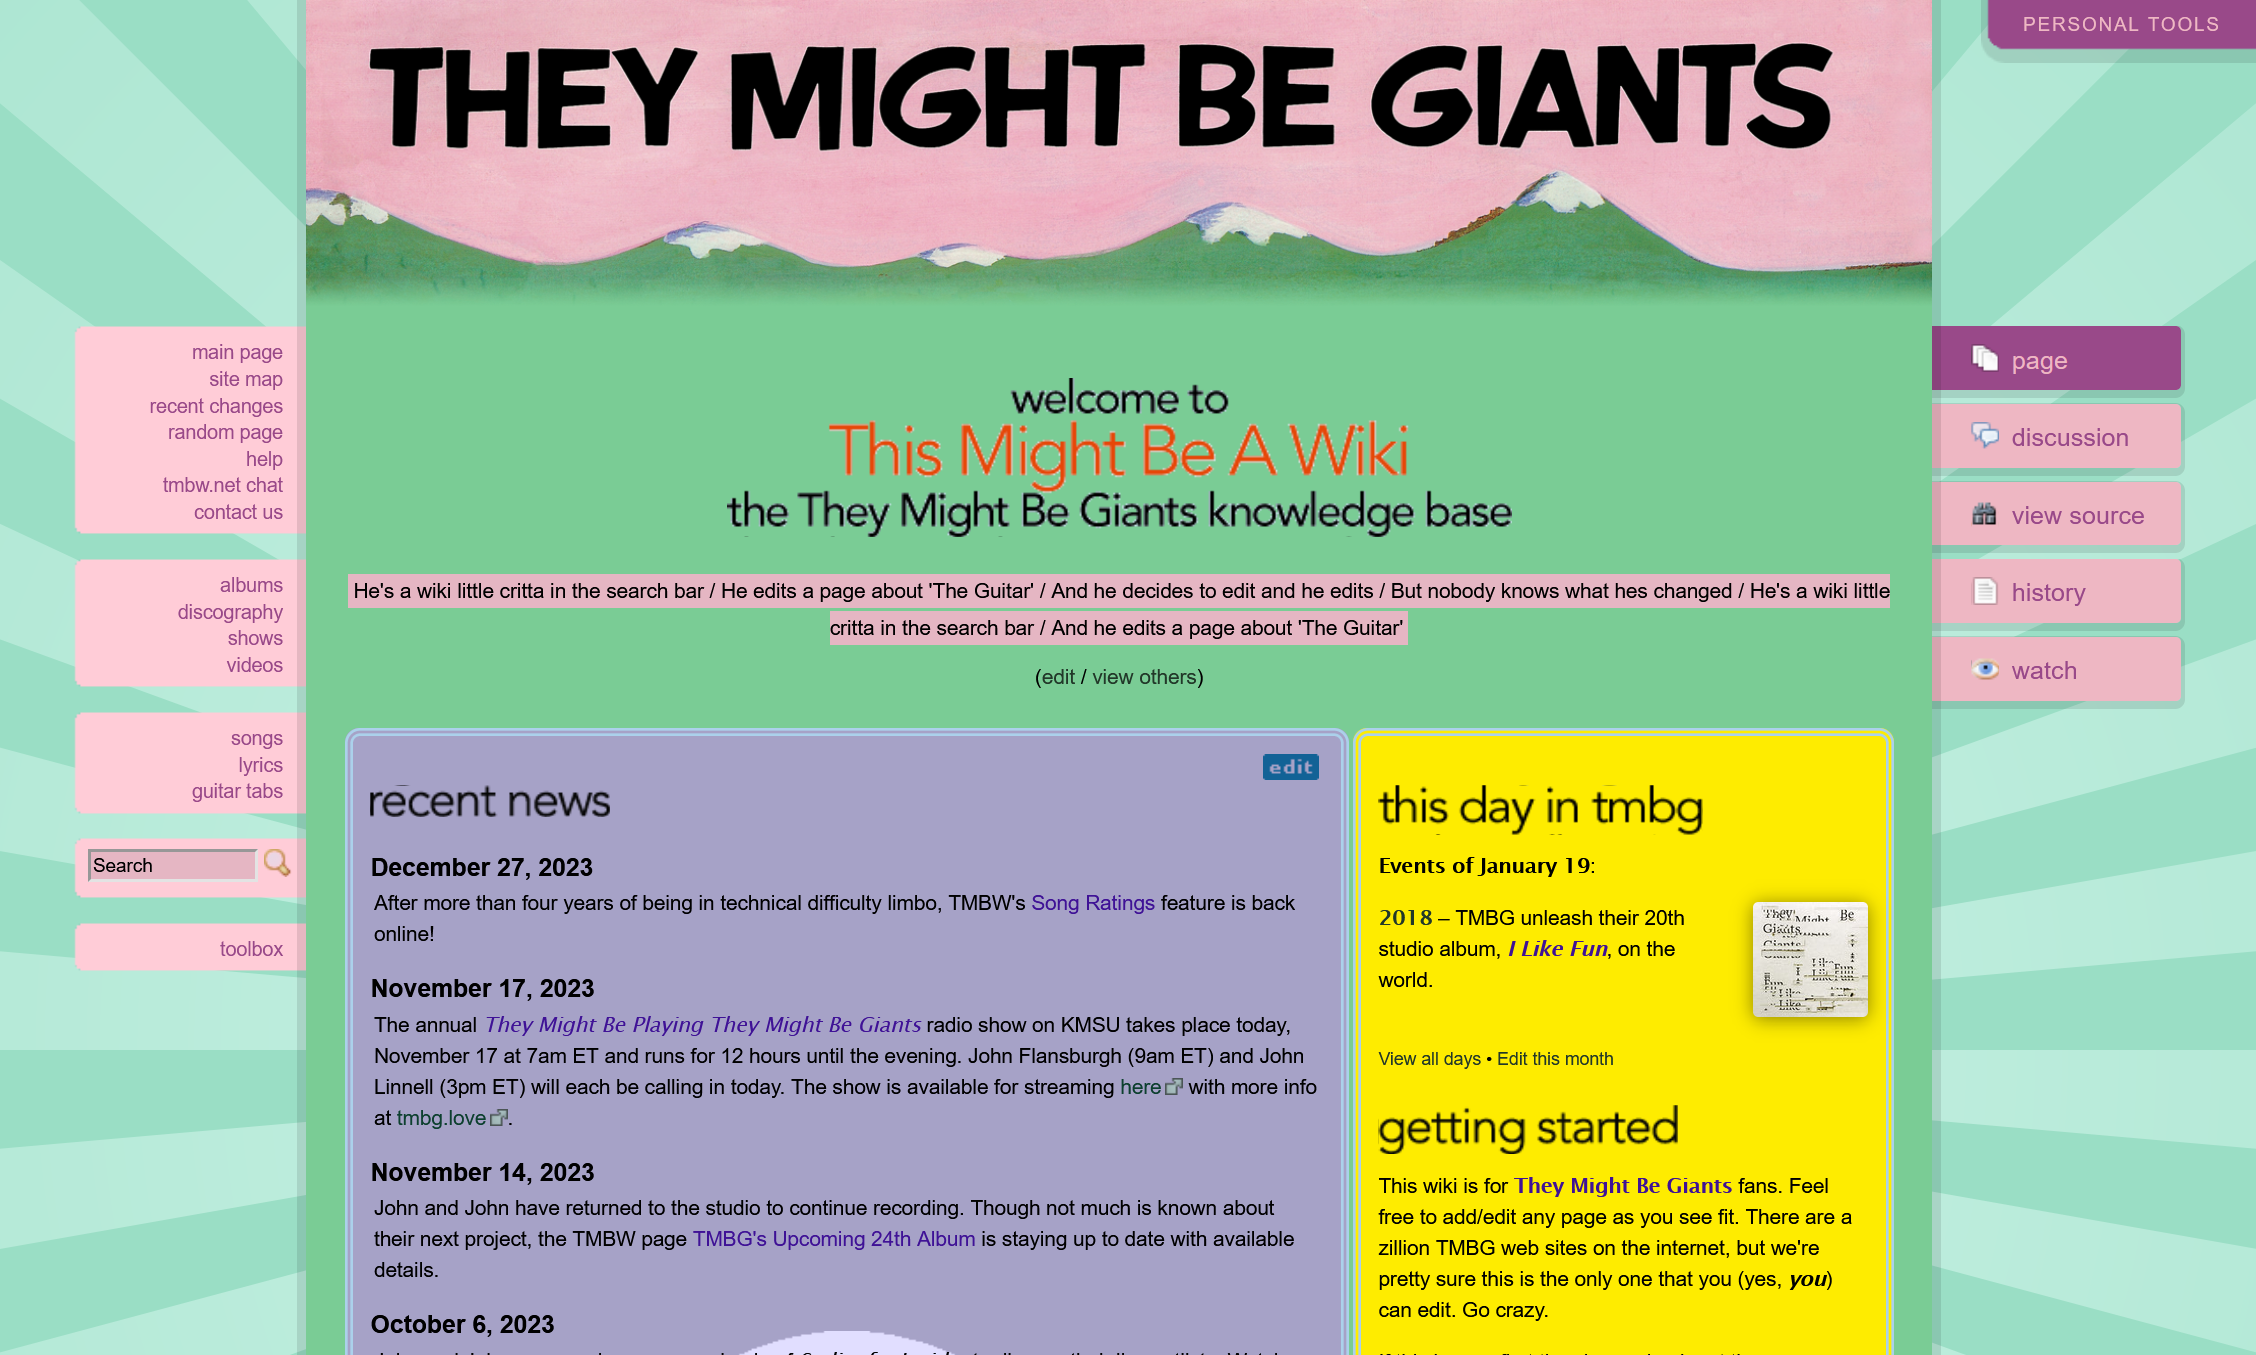 THEY MIGHT BE GIANTS
PERSONAL TOOLS
main page
site map
recent changes
random page
help
tmbw.net chat
contact us
albums
discography
shows
videos
songs
lyrics
guitar tabs
Search
toolbox
page
discussion
view source
history
watch
welcome to
This Might Be A Wiki
the They Might Be Giants knowledge base
He's a wiki little critta in the search bar / He edits a page about 'The Guitar' / And he decides to edit and he edits / But nobody knows what hes changed / He's a wiki little
critta in the search bar / And he edits a page about 'The Guitar'
(edit / view others)
edit
recent news
December 27, 2023
After more than four years of being in technical difficulty limbo, TMBW's Song Ratings feature is back
online!
November 17, 2023
The annual They Might Be Playing They Might Be Giants radio show on KMSU takes place today,
November 17 at 7am ET and runs for 12 hours until the evening. John Flansburgh (9am ET) and John
Linnell (3pm ET) will each be calling in today. The show is available for streaming here with more info
at tmbg.love.
November 14, 2023
John and John have returned to the studio to continue recording. Though not much is known about
their next project, the TMBW page TMBG's Upcoming 24th Album is staying up to date with available
details.
October 6, 2023
this day in tmbg
Events of January 19:
2018 – TMBG unleash their 20th
studio album, I Like Fun, on the
world.
They Might Be
Giants
View all days • Edit this month
getting started
This wiki is for They Might Be Giants fans. Feel
free to add/edit any page as you see fit. There are a
zillion TMBG web sites on the internet, but we're
pretty sure this is the only one that you (yes, you)
can edit. Go crazy.